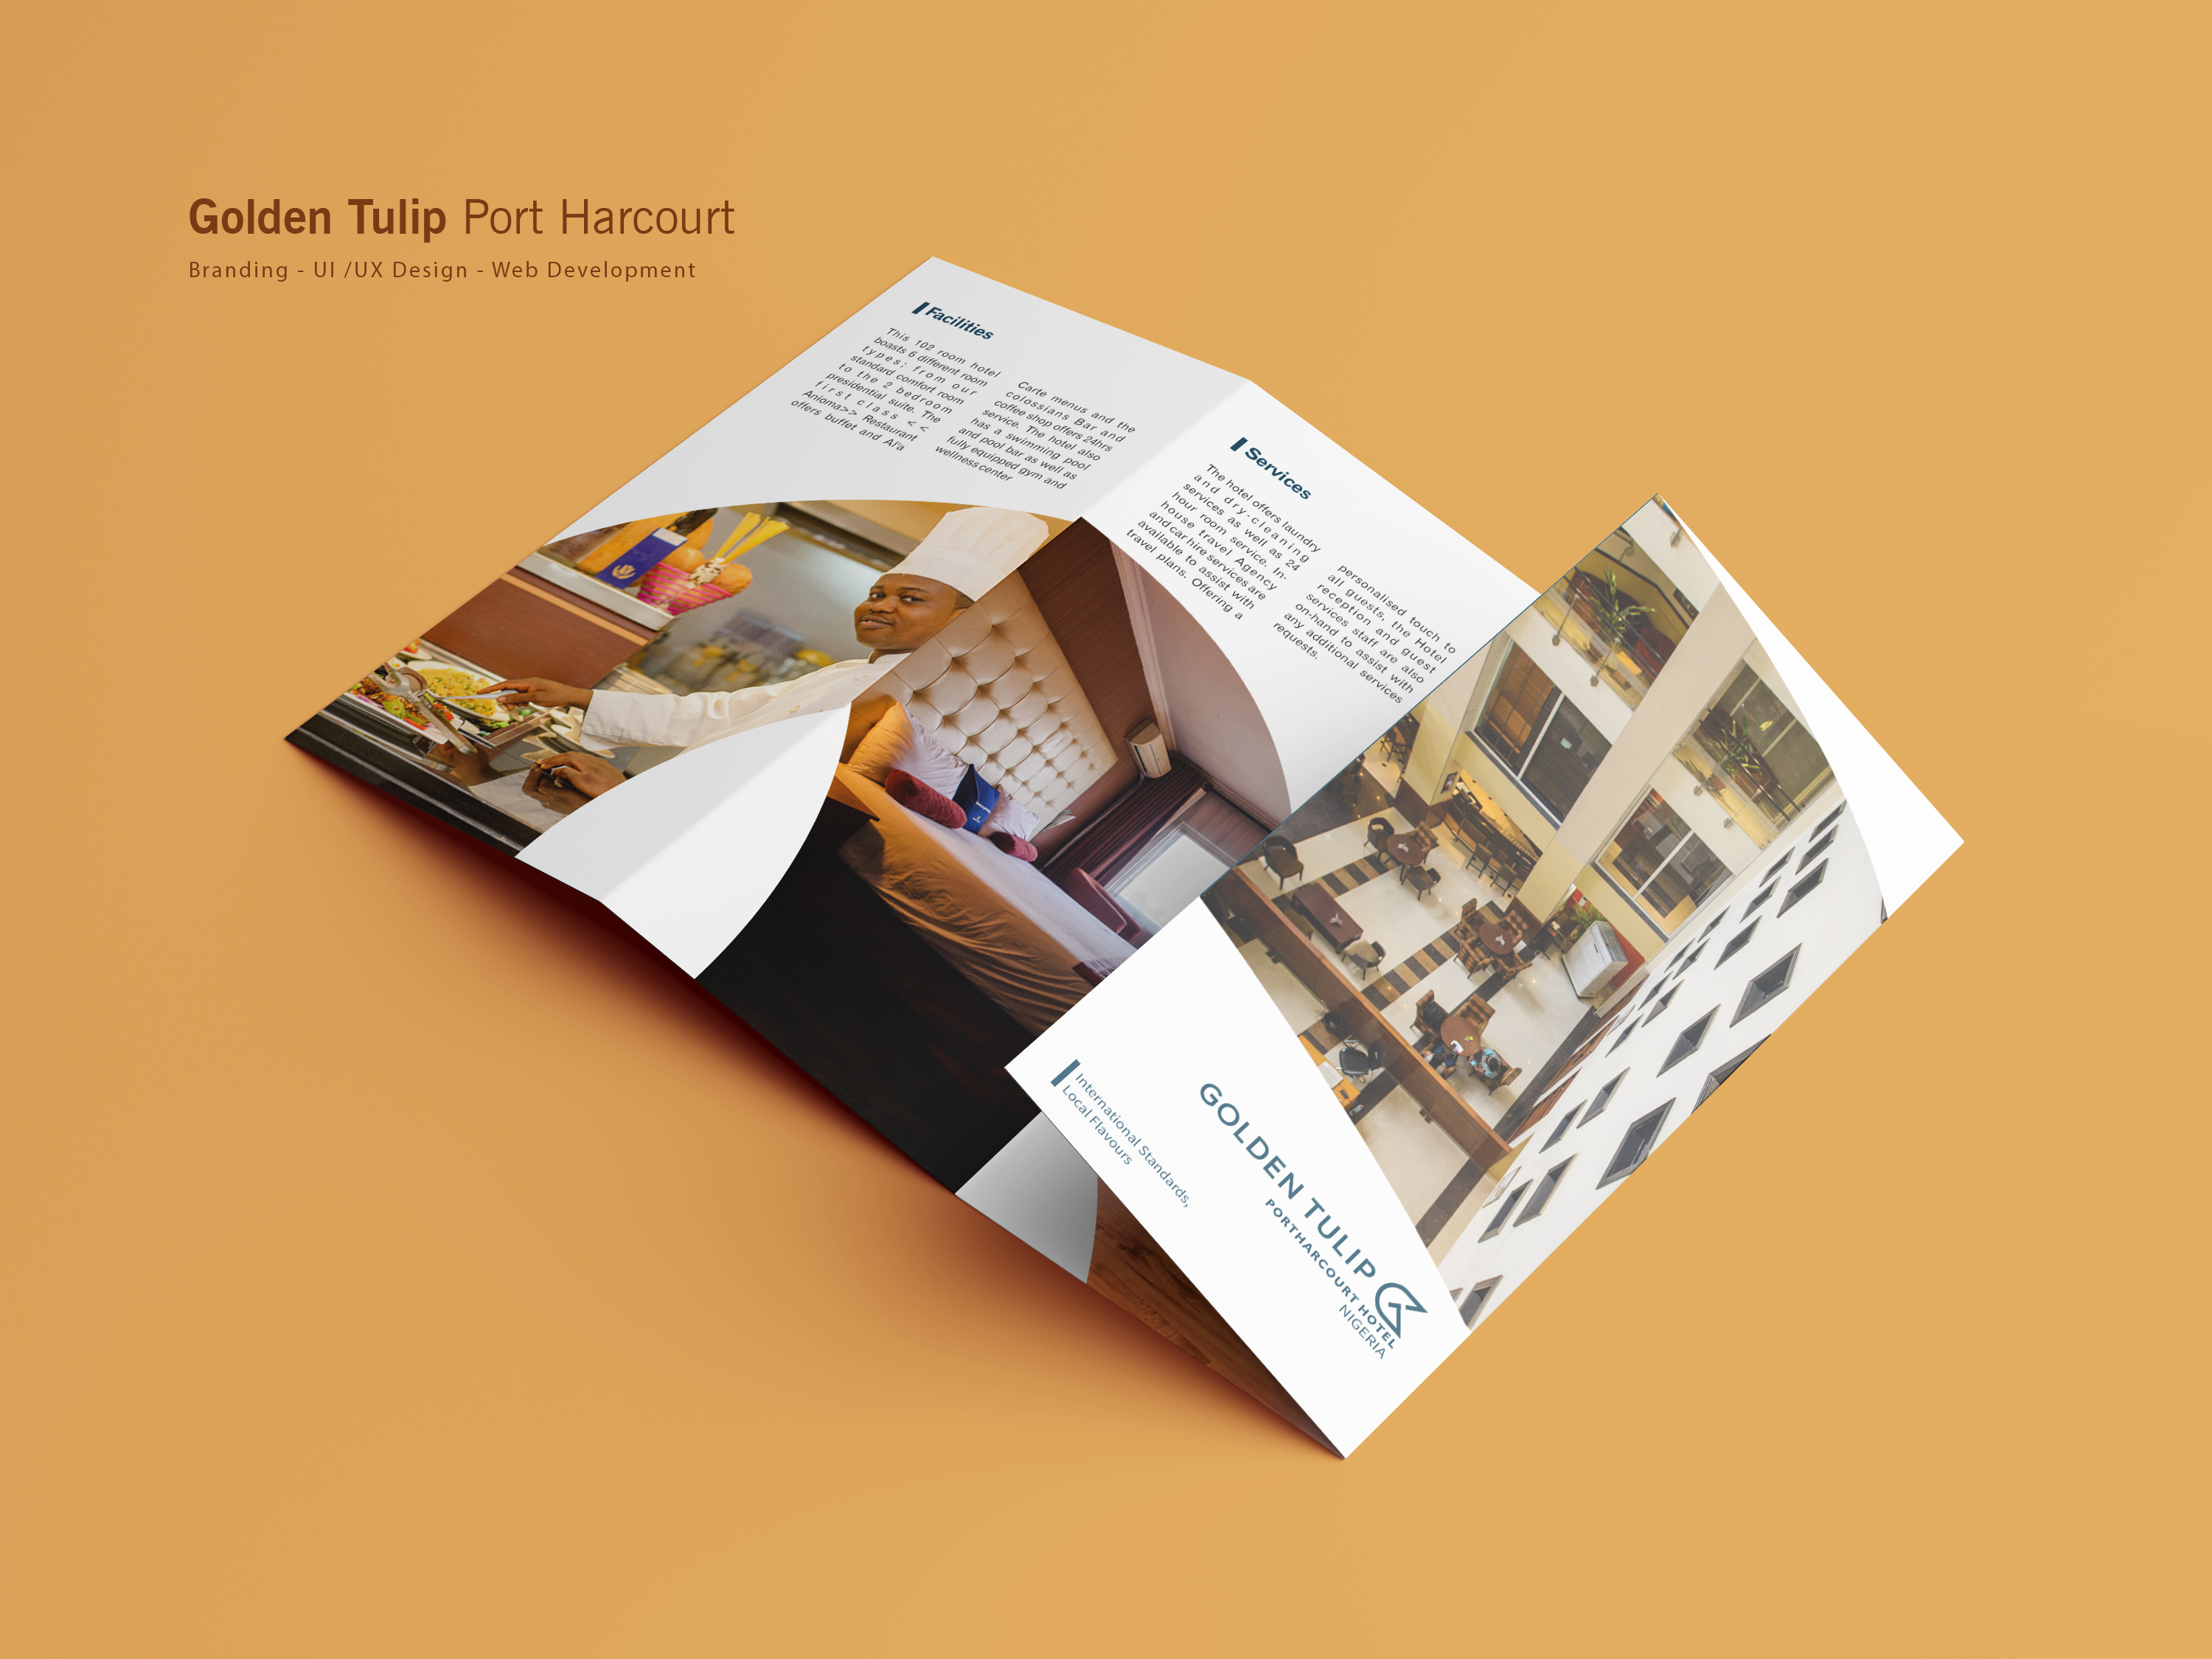 Golden Tulip Port Harcourt
Branding - UI /UX Design - Web Development
Facilities
This 102 room hotel
boasts 6 different room
types; from our
standard comfort room
to the 2 bedroom
presidential suite. The
first class <<
Anioma>> Restaurant
offers buffet and Al'a
Carte menus and the
colossians Bar and
coffee shop offers 24hrs
service. The hotel also
has a swimming pool
and pool bar as well as
fully equipped gym and
wellness center
Services
The hotel offers laundry
and dry-cleaning
services as well as 24
hour room service. In-
house travel Agency
and car hire services are
available to assist with
travel plans. Offering a
personalised touch to
all guests, the Hotel
reception and guest
services staff are also
on-hand to assist with
any additional services
requests.
International Standards,
Local Flavours
GOLDEN TULIP
PORTHARCOURT HOTEL
NIGERIA